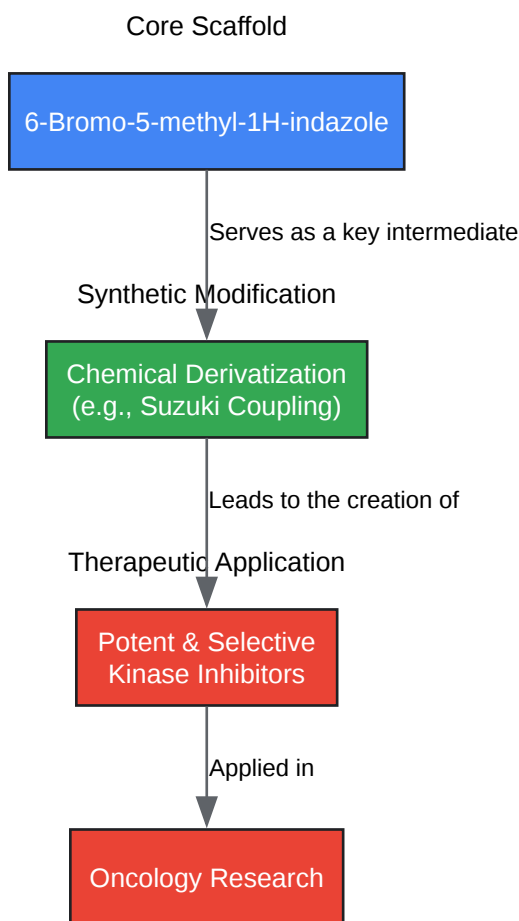 Core Scaffold
6-Bromo-5-methyl-1H-indazole
Serves as a key intermediate
Synthetic Modification
Chemical Derivatization
(e.g., Suzuki Coupling)
Leads to the creation of
Therapeutic Application
Potent & Selective
Kinase Inhibitors
Applied in
Oncology Research